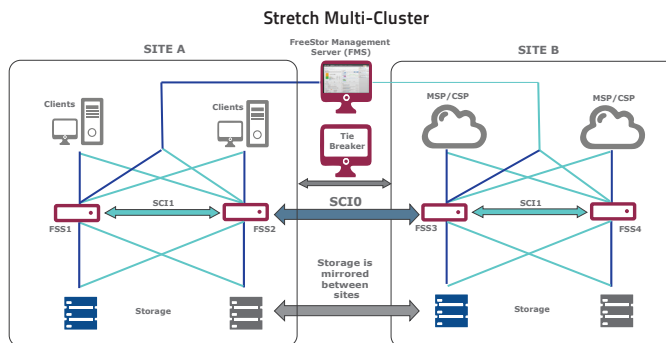 Stretch Multi-Cluster
SITE A
FreeStor Management
Server (FMS)
SITE B
Clients
Clients
MSP/CSP
MSP/CSP
Tie
Breaker
SCI1
SCI0
SCI1
FSS1
FSS2
FSS3
FSS4
Storage is
mirrored
between
sites
Storage
Storage